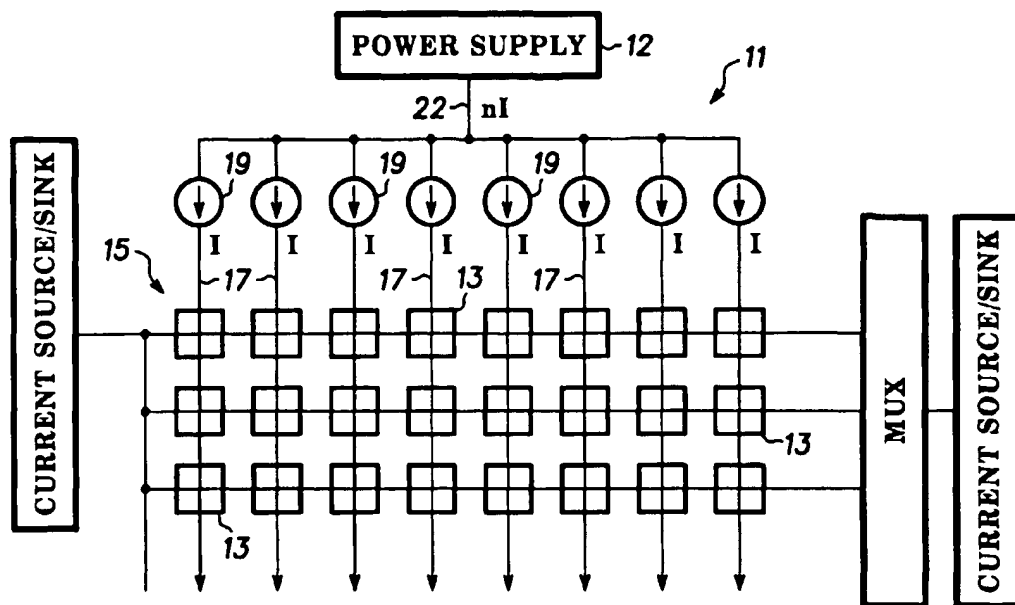 POWER SUPPLY
12
11
22 nI
19 19 19
I I I I I I I I
15
17 17 13 17
13
13
CURRENT SOURCE/SINK
MUX
CURRENT SOURCE/SINK